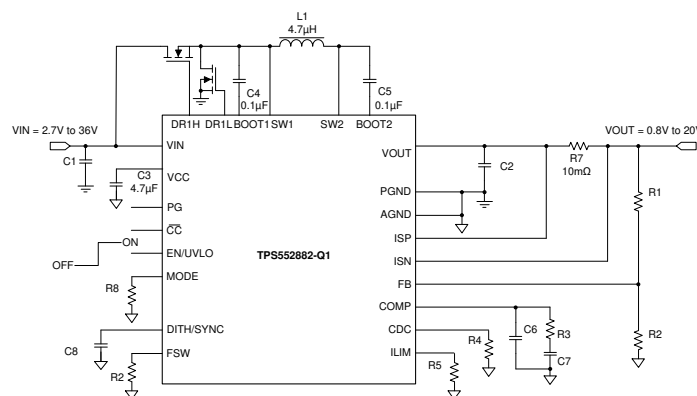 L1
4.7µH
C4
0.1µF
C5
0.1µF
DR1H
DR1L
BOOT1
SW1
SW2
BOOT2
VIN = 2.7V to 36V
VOUT = 0.8V to 20V
C1
VIN
VOUT
C2
R7
10mΩ
C3
4.7µF
VCC
PGND
R1
PG
AGND
CC
ISP
ON
OFF
EN/UVLO
TPS552882-Q1
ISN
MODE
FB
R8
COMP
DITH/SYNC
CDC
C6
R3
R2
C8
R4
C7
FSW
ILIM
R2
R5